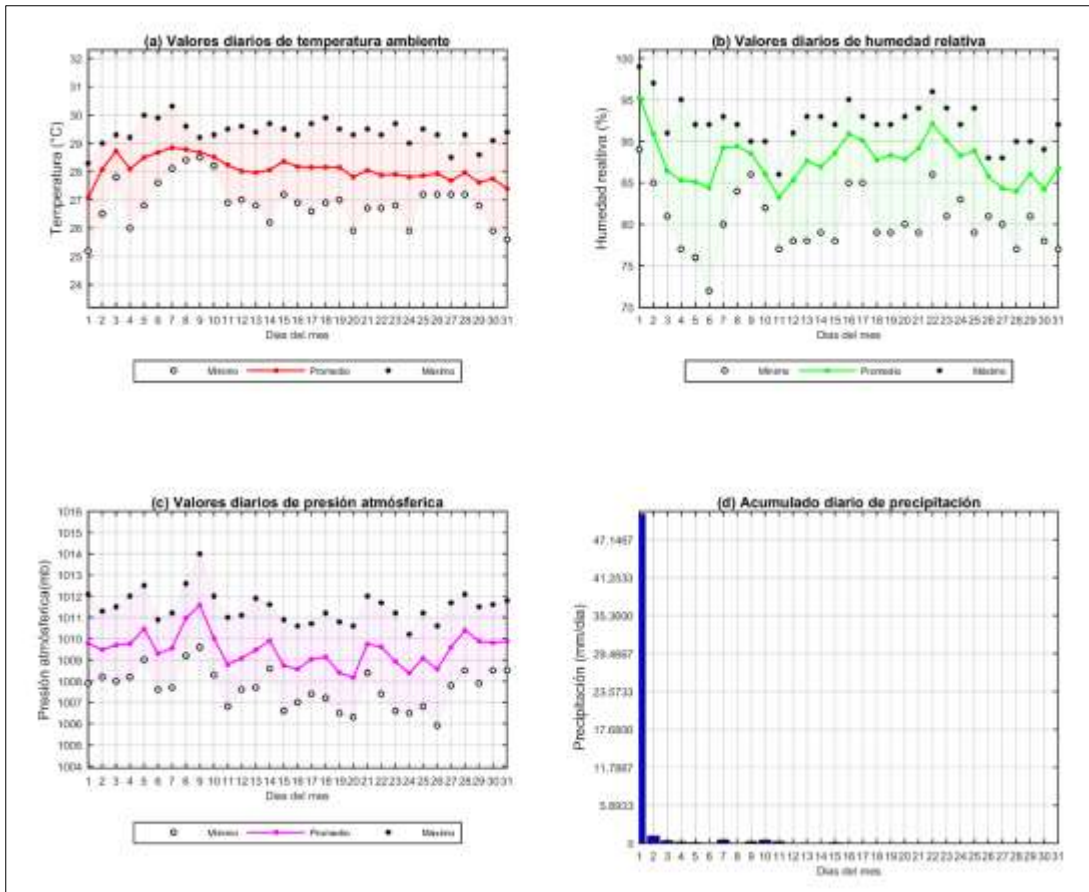 (a) Valores diarios de temperatura ambiente
32
31
30
29
28
27
26
25
24
Temperatura (°C)
1 2 3 4 5 6 7 8 9 10 11 12 13 14 15 16 17 18 19 20 21 22 23 24 25 26 27 28 29 30 31
Dias del mes
Mínimo Promedio Máximo
(b) Valores diarios de humedad relativa
100
95
90
85
80
75
70
Humedad realtiva (%)
1 2 3 4 5 6 7 8 9 10 11 12 13 14 15 16 17 18 19 20 21 22 23 24 25 26 27 28 29 30 31
Dias del mes
Mínimo Promedio Máximo
(c) Valores diarios de presión atmósferica
1016
1015
1014
1013
1012
1011
1010
1009
1008
1007
1006
1005
1004
Presión atmósferica(mb)
1 2 3 4 5 6 7 8 9 10 11 12 13 14 15 16 17 18 19 20 21 22 23 24 25 26 27 28 29 30 31
Dias del mes
Mínimo Promedio Máximo
(d) Acumulado diario de precipitación
47.1467
41.2533
35.3600
29.4667
23.5733
17.6800
11.7867
5.8933
0
Precipitación (mm/dia)
1 2 3 4 5 6 7 8 9 10 11 12 13 14 15 16 17 18 19 20 21 22 23 24 25 26 27 28 29 30 31
Dias del mes